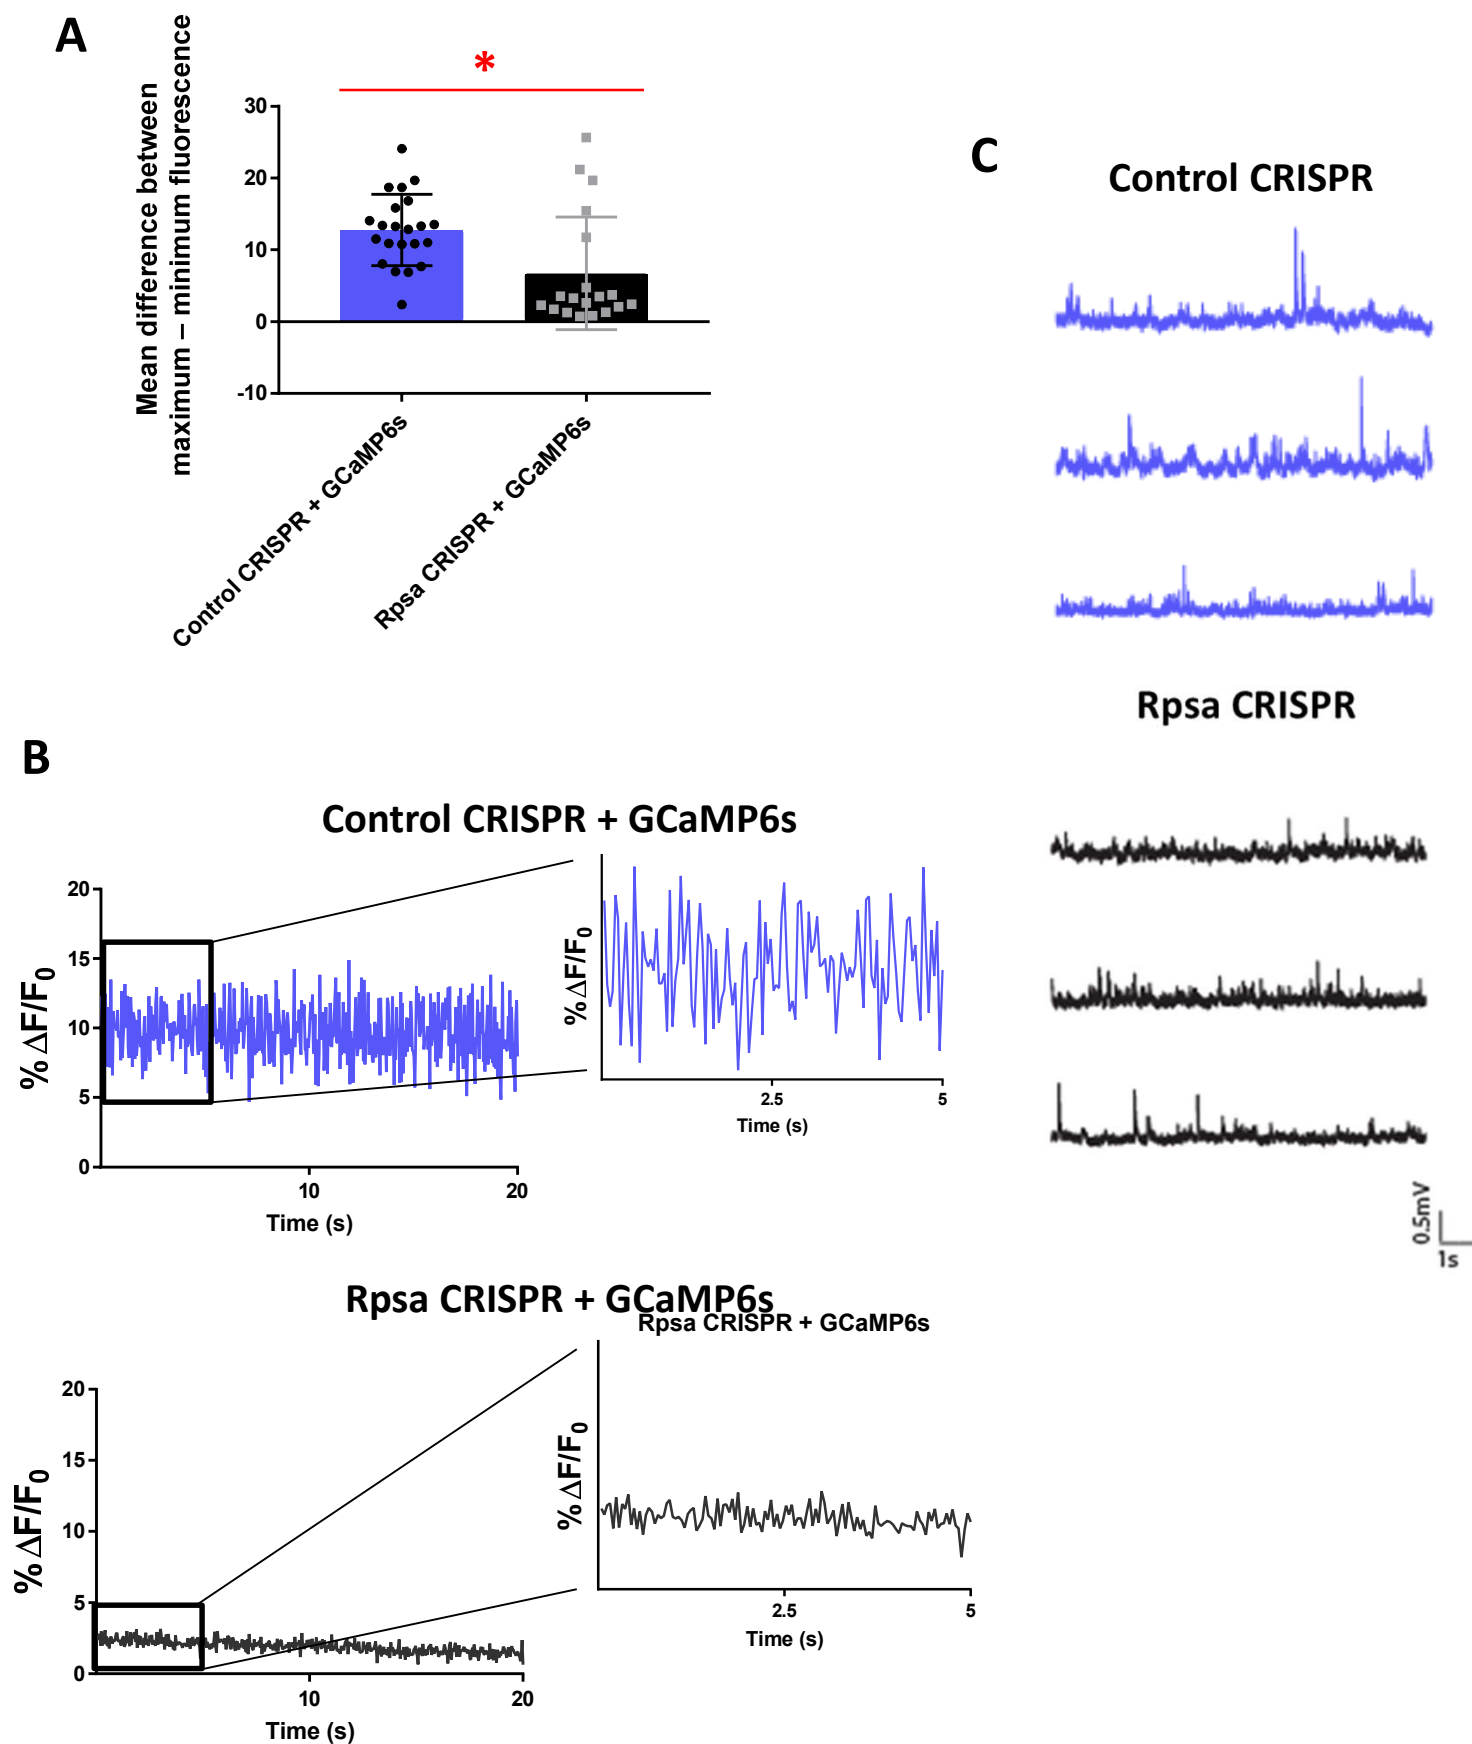 A
Mean difference between
maximum – minimum fluorescence
30
20
10
0
-10
*
Control CRISPR + GCaMP6s
Rpsa CRISPR + GCaMP6s
B
Control CRISPR + GCaMP6s
% ΔF/F0
20
15
10
5
0
10
20
Time (s)
% ΔF/F0
2.5
5
Time (s)
Rpsa CRISPR + GCaMP6s
% ΔF/F0
20
15
10
5
0
10
20
Time (s)
Rpsa CRISPR + GCaMP6s
% ΔF/F0
2.5
5
Time (s)
C
Control CRISPR
Rpsa CRISPR
0.5mV
1s